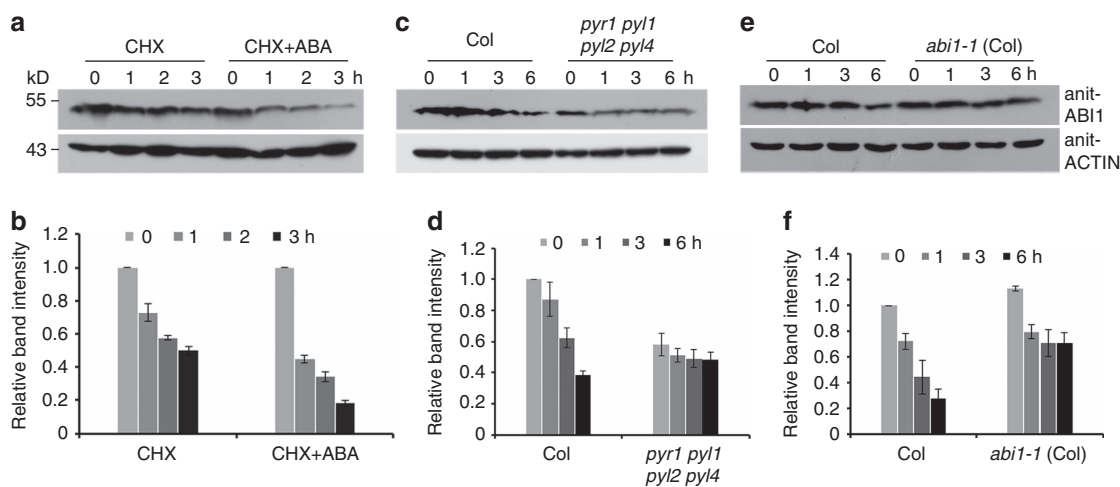 a
CHX CHX+ABA
0 1 2 3 0 1 2 3 h
kD
55
43
c
Col pyr1 pyl1
pyl2 pyl4
0 1 3 6 0 1 3 6 h
e
Col abi1-1 (Col)
0 1 3 6 0 1 3 6 h
anit-
ABI1
anit-
ACTIN
b
0 1 2 3 h
Relative band intensity
1.2
1.0
0.8
0.6
0.4
0.2
0
CHX CHX+ABA
d
0 1 3 6 h
Relative band intensity
1.2
1.0
0.8
0.6
0.4
0.2
0
Col pyr1 pyl1
pyl2 pyl4
f
0 1 3 6 h
Relative band intensity
1.4
1.2
1.0
0.8
0.6
0.4
0.2
0
Col abi1-1 (Col)